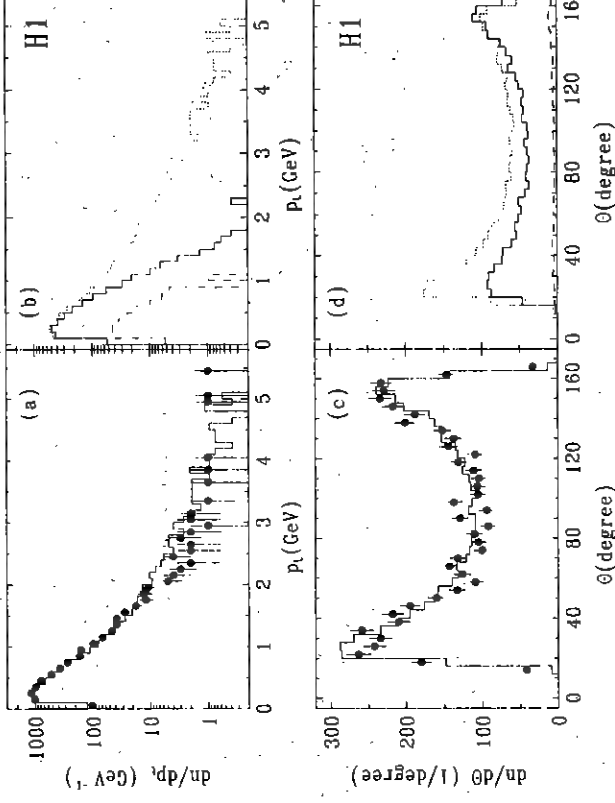 (a)
(b)
H1
dn/dpₜ (GeV⁻¹)
1000
100
10
1
0 1 2 3 4 5
pₜ(GeV)
0 1 2 3 4 5
pₜ(GeV)
(c)
(d)
H1
dn/dΘ (1/degree)
300
200
100
0
0 40 80 120 160
Θ(degree)
0 40 80 120
Θ(degree)